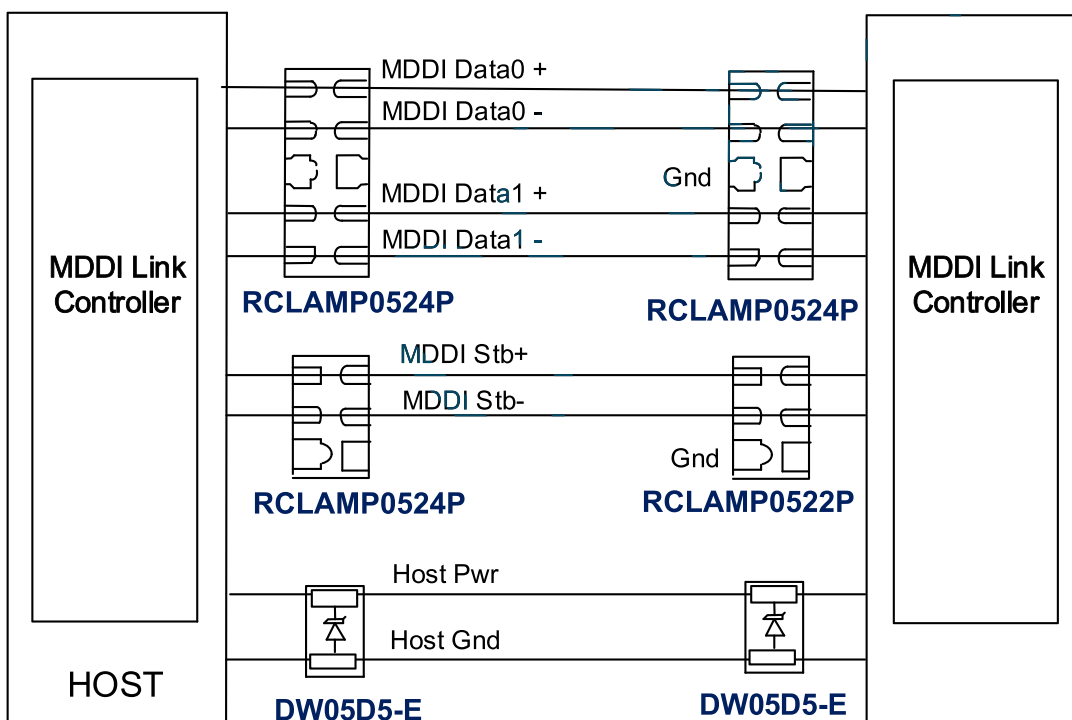 MDDI Data0 +
MDDI Data0 -
Gnd
MDDI Data1 +
MDDI Data1 -
MDDI Link
Controller
MDDI Link
Controller
RCLAMP0524P
RCLAMP0524P
MDDI Stb+
MDDI Stb-
Gnd
RCLAMP0524P
RCLAMP0522P
Host Pwr
Host Gnd
HOST
DW05D5-E
DW05D5-E